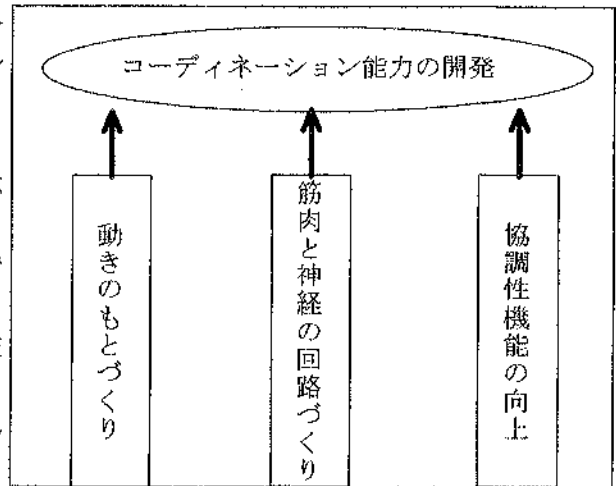 コーディネーション能力の開発
動きのもとづくり
筋肉と神経の回路づくり
協調性機能の向上